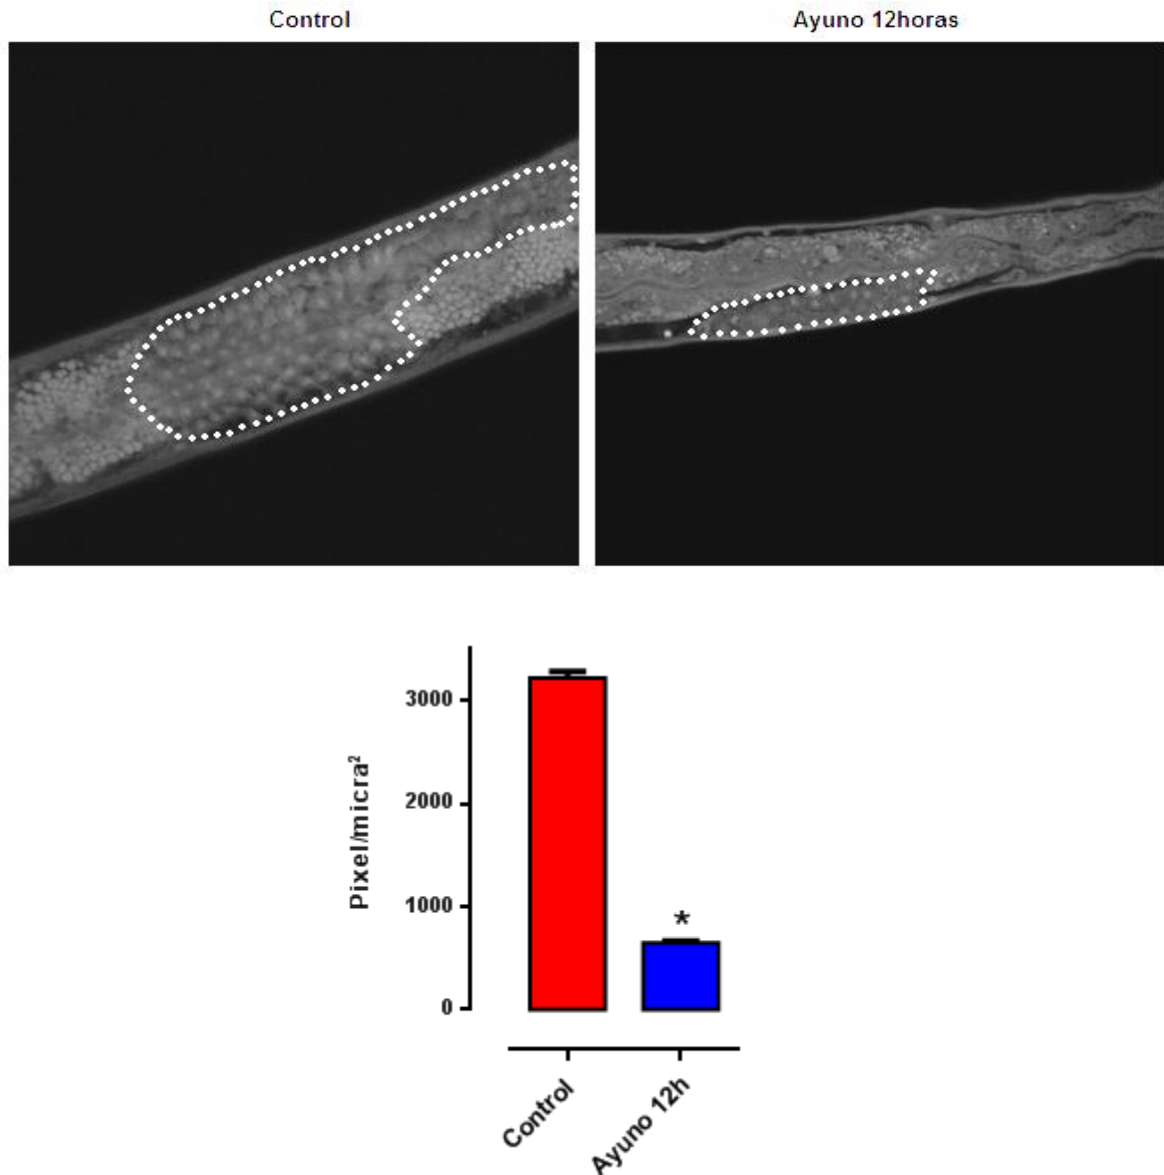 Control
Ayuno 12horas
Pixel/micra²
3000
2000
1000
0
*
Control
Ayuno 12h